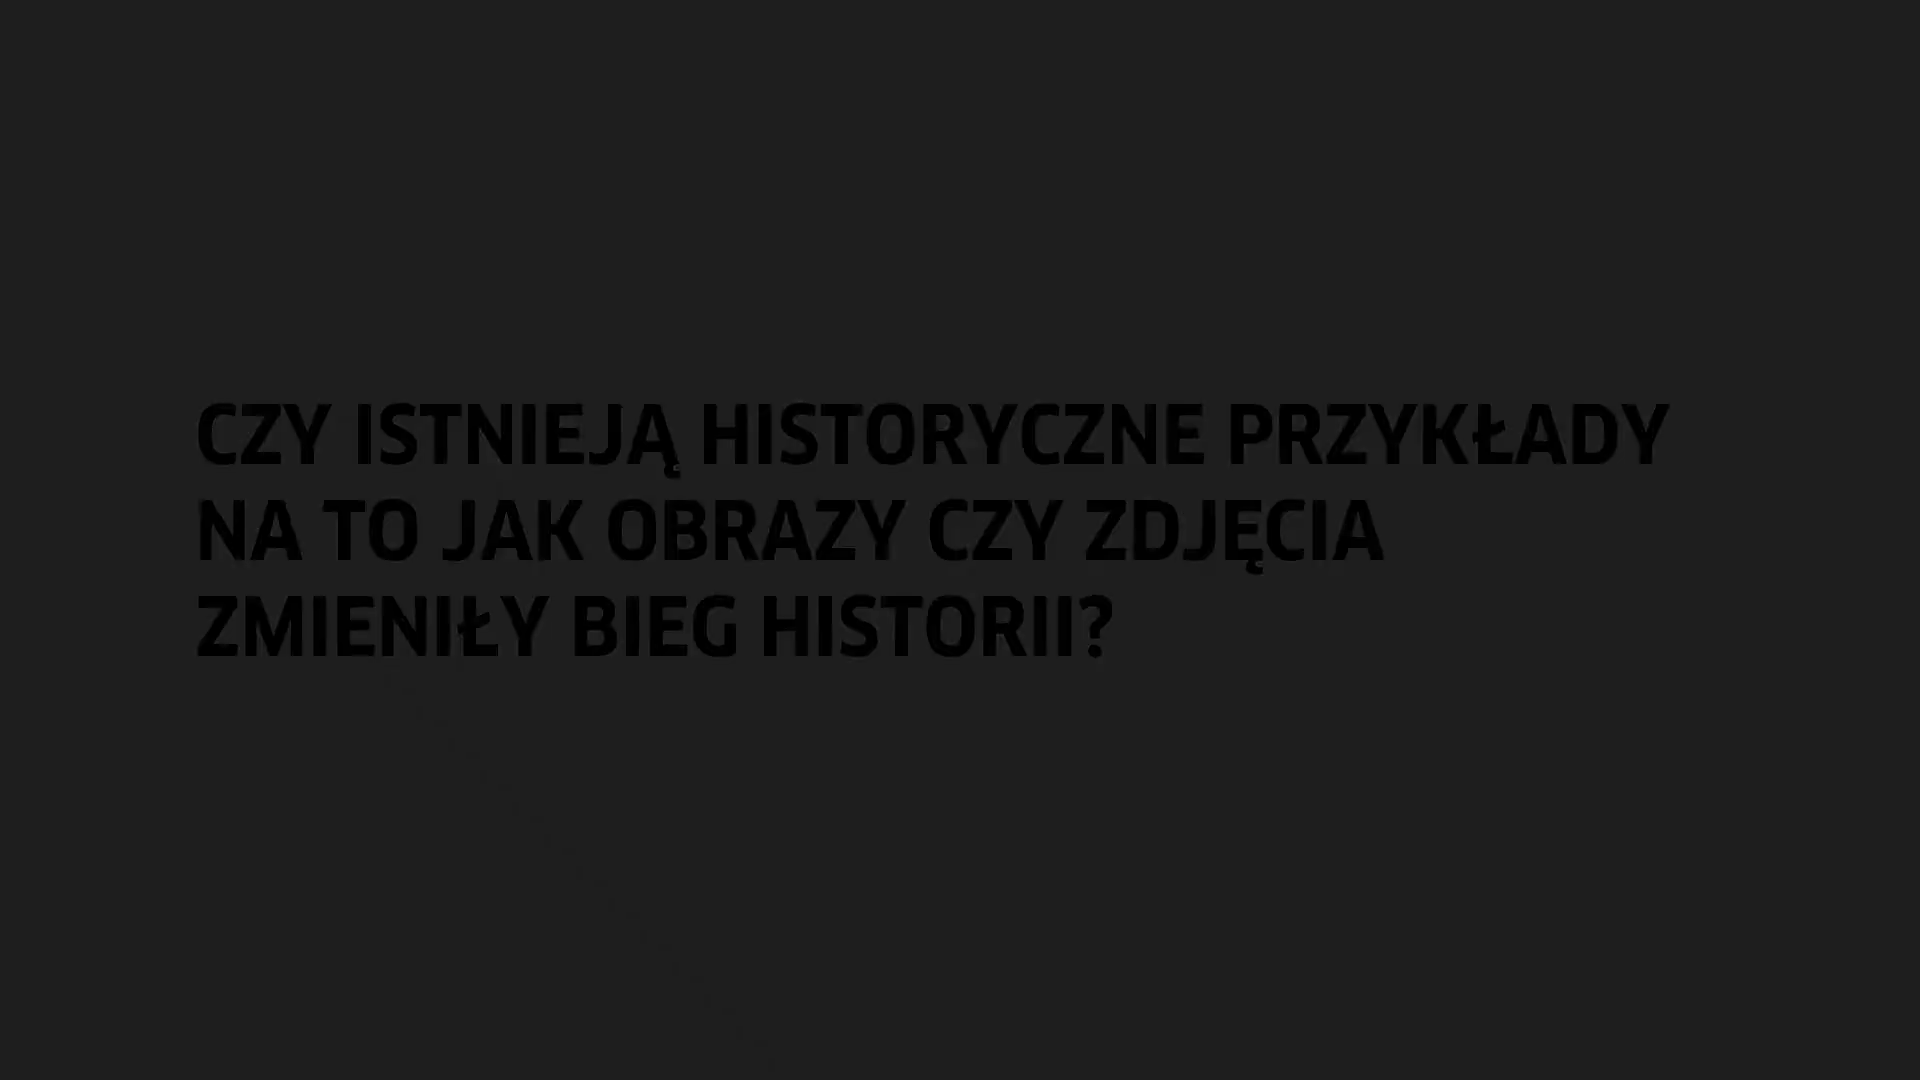 CZY ISTNIEJĄ HISTORYCZNE PRZYKŁADY
NA TO JAK OBRAZY CZY ZDJĘCIA
ZMIENIŁY BIEG HISTORII?